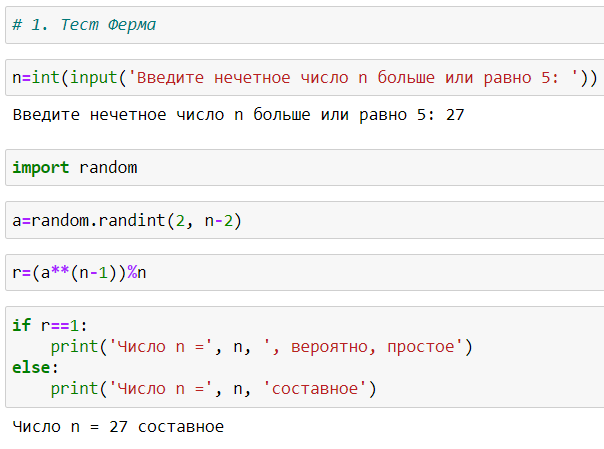 # 1. Тест Ферма
n=int(input('Введите нечетное число n больше или равно 5: '))
Введите нечетное число n больше или равно 5: 27
import random
a=random.randint(2, n-2)
r=(a**(n-1))%n
if r==1:
    print('Число n =', n, ', вероятно, простое')
else:
    print('Число n =', n, 'составное')
Число n = 27 составное